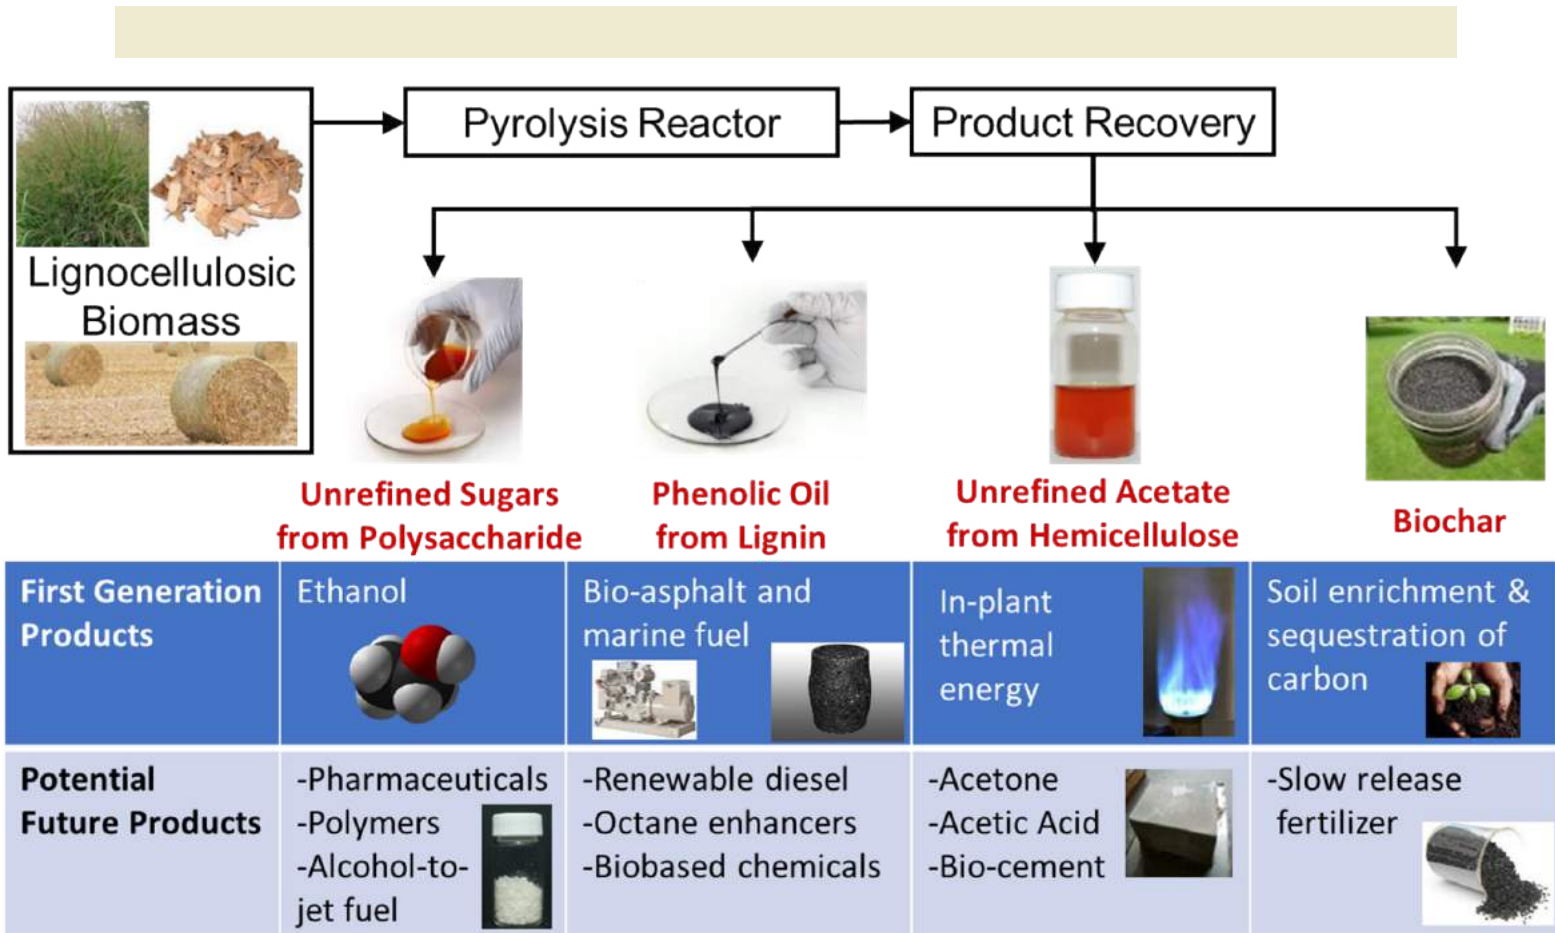 Pyrolysis Reactor
Product Recovery
Lignocellulosic
Biomass
Unrefined Sugars
from Polysaccharide
Phenolic Oil
from Lignin
Unrefined Acetate
from Hemicellulose
Biochar
First Generation
Products
Ethanol
Bio-asphalt and
marine fuel
In-plant
thermal
energy
Soil enrichment &
sequestration of
carbon
Potential
Future Products
-Pharmaceuticals
-Polymers
-Alcohol-to-
jet fuel
-Renewable diesel
-Octane enhancers
-Biobased chemicals
-Acetone
-Acetic Acid
-Bio-cement
-Slow release
fertilizer